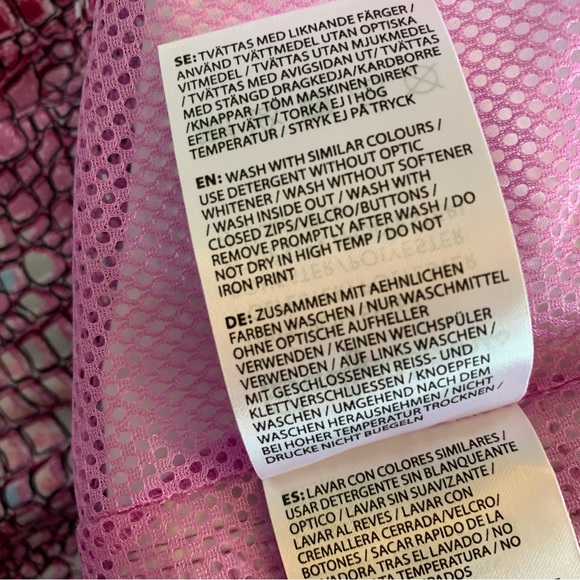 SE: TVÄTTAS MED LIKNANDE FÄRGER /
ANVÄND TVÄTTMEDEL UTAN OPTISKA
VITMEDEL / TVÄTTAS UTAN MJUKMEDEL
/ TVÄTTAS MED AVIGSIDAN UT / TVÄTTAS
MED STÄNGD DRAGKEDJA/KARDBORRE
/KNAPPAR / TÖM MASKINEN DIREKT
EFTER TVÄTT / TORKA EJ I HÖG
TEMPERATUR / STRYK EJ PÅ TRYCK
EN: WASH WITH SIMILAR COLOURS /
USE DETERGENT WITHOUT OPTIC
WHITENER / WASH WITHOUT SOFTENER
/ WASH INSIDE OUT / WASH WITH
CLOSED ZIPS/VELCRO/BUTTONS /
REMOVE PROMPTLY AFTER WASH / DO
NOT DRY IN HIGH TEMP / DO NOT
IRON PRINT
DE: ZUSAMMEN MIT AEHNLICHEN
FARBEN WASCHEN / NUR WASCHMITTEL
OHNE OPTISCHE AUFHELLER
VERWENDEN / KEINEN WEICHSPÜLER
VERWENDEN / AUF LINKS WASCHEN /
MIT GESCHLOSSENEN REISS- UND
KLETTVERSCHLUESSEN / KNOEPFEN
WASCHEN / UMGEHEND NACH DEM
WASCHEN HERAUSNEHMEN / NICHT
BEI HOHER TEMPERATUR TROCKNEN /
DRUCKE NICHT BUEGELN
ES: LAVAR CON COLORES SIMILARES /
USAR DETERGENTE SIN BLANQUEANTE
OPTICO / LAVAR SIN SUAVIZANTE /
LAVAR AL REVES / LAVAR CON
CREMALLERA CERRADA/VELCRO/
BOTONES / SACAR RAPIDO DE LA
ADORA TRAS EL LAVADO / NO
TA TEMPERATURA / NO